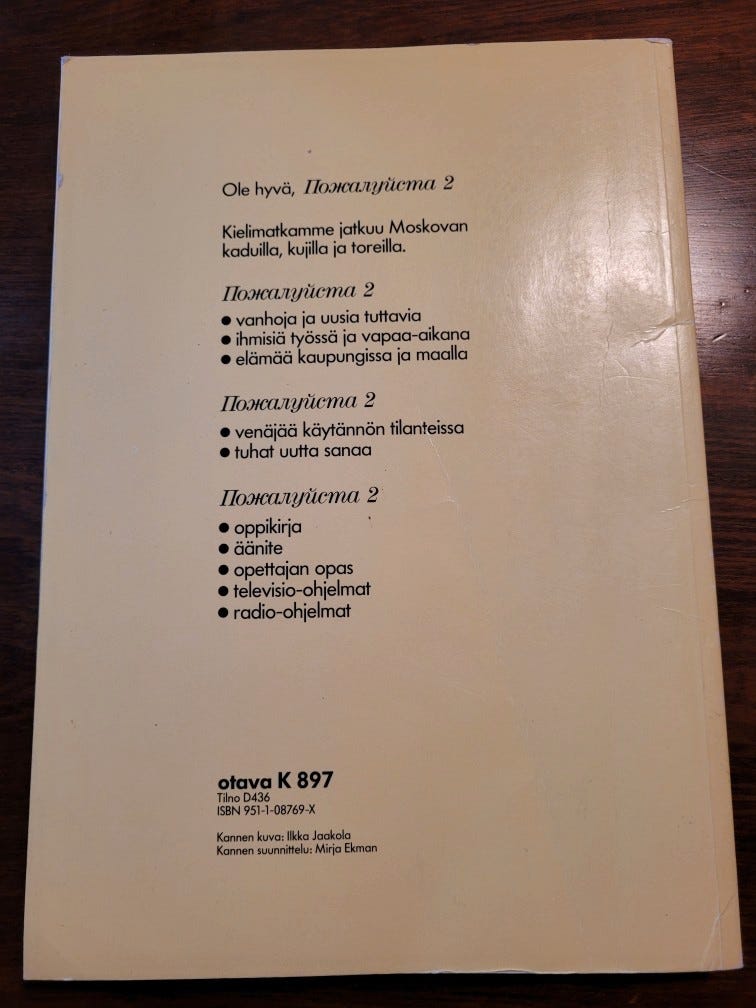 Ole hyvä, Пожалуйста 2
Kielimatkamme jatkuu Moskovan
kaduilla, kujilla ja toreilla.
Пожалуйста 2
● vanhoja ja uusia tuttavia
● ihmisiä työssä ja vapaa-aikana
● elämää kaupungissa ja maalla
Пожалуйста 2
● venäjää käytännön tilanteissa
● tuhat uutta sanaa
Пожалуйста 2
● oppikirja
● äänite
● opettajan opas
● televisio-ohjelmat
● radio-ohjelmat
otava K 897
Tilno D436
ISBN 951-1-08769-X
Kannen kuva: Ilkka Jaakola
Kannen suunnittelu: Mirja Ekman